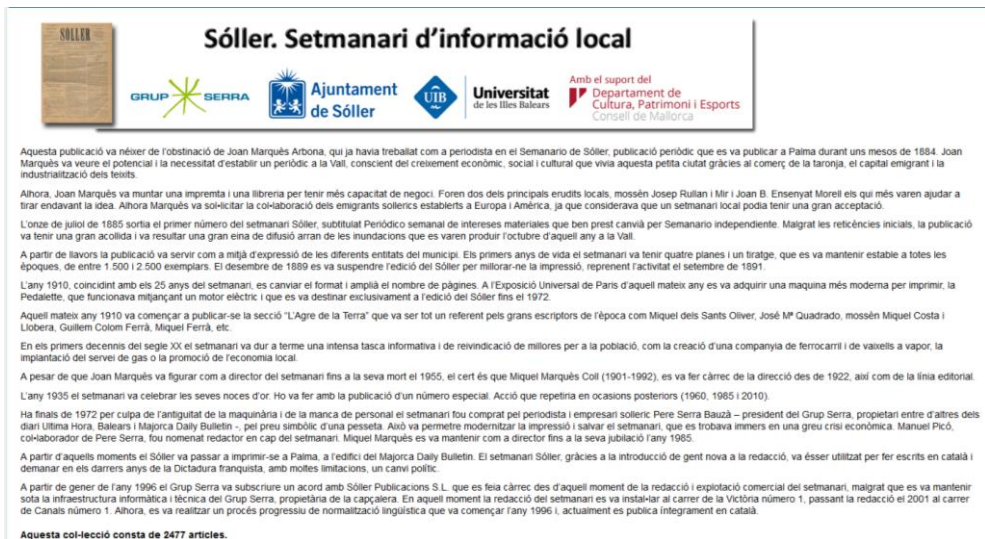 SÓLLER
Sóller. Setmanari d'informació local
GRUP SERRA
Ajuntament
de Sóller
UIB
Universitat
de les Illes Balears
Amb el suport del
Departament de
Cultura, Patrimoni i Esports
Consell de Mallorca
Aquesta publicació va néixer de l'obstinació de Joan Marquès Arbona, qui ja havia treballat com a periodista en el Semanario de Sóller, publicació periòdic que es va publicar a Palma durant uns mesos de 1884. Joan
Marquès va veure el potencial i la necessitat d'establir un periòdic a la Vall, conscient del creixement econòmic, social i cultural que vivia aquesta petita ciutat gràcies al comerç de la taronja, el capital emigrant i la
industrialització dels teixits.
Alhora, Joan Marquès va muntar una impremta i una llibreria per tenir més capacitat de negoci. Foren dos dels principals erudits locals, mossèn Josep Rullan i Mir i Joan B. Ensenyat Morell els qui més varen ajudar a
tirar endavant la idea. Alhora Marquès va sol•licitar la col•laboració dels emigrants sollerics establerts a Europa i Amèrica, ja que considerava que un setmanari local podia tenir una gran acceptació.
L'onze de juliol de 1885 sortia el primer número del setmanari Sóller, subtitulat Periódico semanal de intereses materiales que ben prest canvià per Semanario independiente. Malgrat les reticències inicials, la publicació
va tenir una gran acollida i va resultar una gran eina de difusió arran de les inundacions que es varen produir l'octubre d'aquell any a la Vall.
A partir de llavors la publicació va servir com a mitjà d'expressió de les diferents entitats del municipi. Els primers anys de vida el setmanari va tenir quatre planes i un tiratge, que es va mantenir estable a totes les
èpoques, de entre 1.500 i 2.500 exemplars. El desembre de 1889 es va suspendre l'edició del Sóller per millorar-ne la impressió, reprenent l'activitat el setembre de 1891.
L'any 1910, coincidint amb els 25 anys del setmanari, es canviar el format i amplià el nombre de pàgines. A l'Exposició Universal de Paris d'aquell mateix any es va adquirir una maquina més moderna per imprimir, la
Pedalette, que funcionava mitjançant un motor elèctric i que es va destinar exclusivament a l'edició del Sóller fins el 1972.
Aquell mateix any 1910 va començar a publicar-se la secció "L'Agre de la Terra" que va ser tot un referent pels grans escriptors de l'època com Miquel dels Sants Oliver, José Mª Quadrado, mossèn Miquel Costa i
Llobera, Guillem Colom Ferrà, Miquel Ferrà, etc.
En els primers decennis del segle XX el setmanari va dur a terme una intensa tasca informativa i de reivindicació de millores per a la població, com la creació d'una companyia de ferrocarril i de vaixells a vapor, la
implantació del servei de gas o la promoció de l'economia local.
A pesar de que Joan Marquès va figurar com a director del setmanari fins a la seva mort el 1955, el cert és que Miquel Marquès Coll (1901-1992), es va fer càrrec de la direcció des de 1922, així com de la línia editorial.
L'any 1935 el setmanari va celebrar les seves noces d'or. Ho va fer amb la publicació d'un número especial. Acció que repetiria en ocasions posteriors (1960, 1985 i 2010).
Ha finals de 1972 per culpa de l'antiguitat de la maquinària i de la manca de personal el setmanari fou comprat pel periodista i empresari solleric Pere Serra Bauzà – president del Grup Serra, propietari entre d'altres dels
diari Ultima Hora, Balears i Majorca Daily Bulletin -, pel preu simbòlic d'una pesseta. Això va permetre modernitzar la impressió i salvar el setmanari, que es trobava immers en una greu crisi econòmica. Manuel Picó,
col•laborador de Pere Serra, fou nomenat redactor en cap del setmanari. Miquel Marquès es va mantenir com a director fins a la seva jubilació l'any 1985.
A partir d'aquells moments el Sóller va passar a imprimir-se a Palma, a l'edifici del Majorca Daily Bulletin. El setmanari Sóller, gràcies a la introducció de gent nova a la redacció, va ésser utilitzat per fer escrits en català i
demanar en els darrers anys de la Dictadura franquista, amb moltes limitacions, un canvi polític.
A partir de gener de l'any 1996 el Grup Serra va subscriure un acord amb Sóller Publicacions S.L. que es feia càrrec des d'aquell moment de la redacció i explotació comercial del setmanari, malgrat que es va mantenir
sota la infraestructura informàtica i tècnica del Grup Serra, propietària de la capçalera. En aquell moment la redacció del setmanari es va instal•lar al carrer de la Victòria número 1, passant la redacció el 2001 al carrer
de Canals número 1. Alhora, es va realitzar un procés progressiu de normalització lingüística que va començar l'any 1996 i, actualment es publica íntegrament en català.
Aquesta col·lecció consta de 2477 articles.